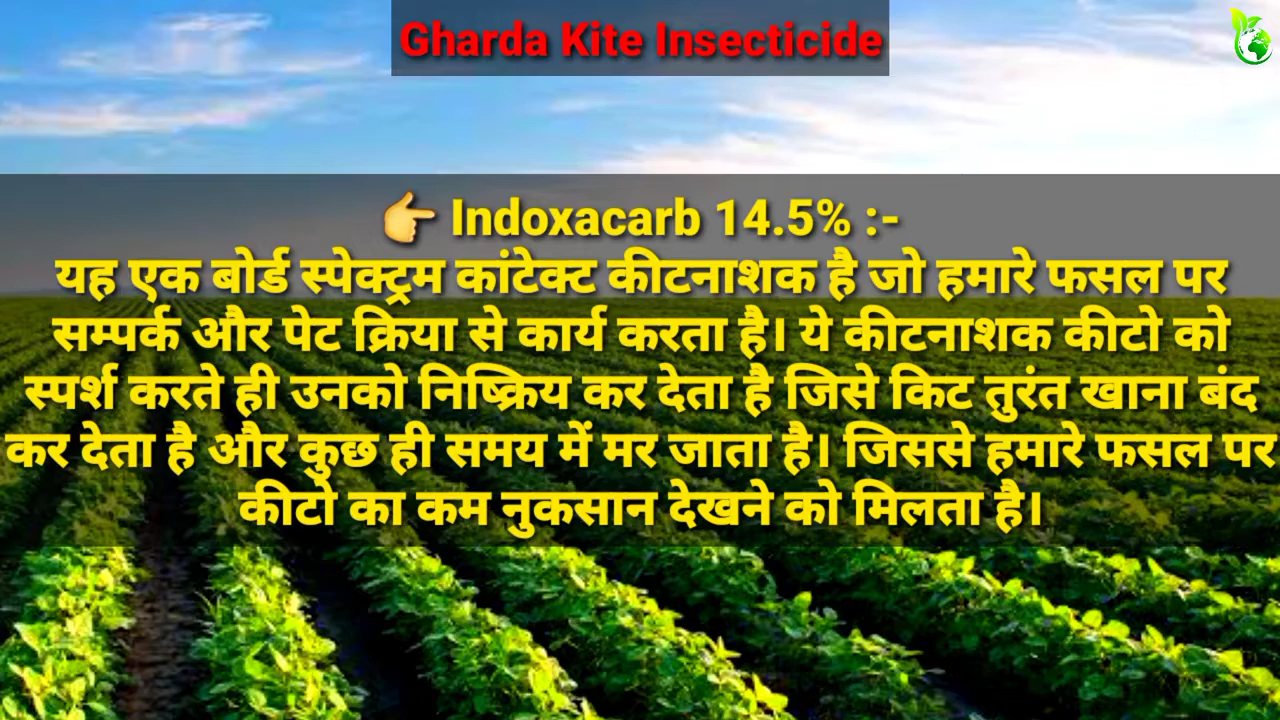 Gharda Kite Insecticide
👉 Indoxacarb 14.5% :-
यह एक बोर्ड स्पेक्ट्रम कांटेक्ट कीटनाशक है जो हमारे फसल पर
सम्पर्क और पेट क्रिया से कार्य करता है। ये कीटनाशक कीटो को
स्पर्श करते ही उनको निष्क्रिय कर देता है जिसे किट तुरंत खाना बंद
कर देता है और कुछ ही समय में मर जाता है। जिससे हमारे फसल पर
कीटो का कम नुकसान देखने को मिलता है।